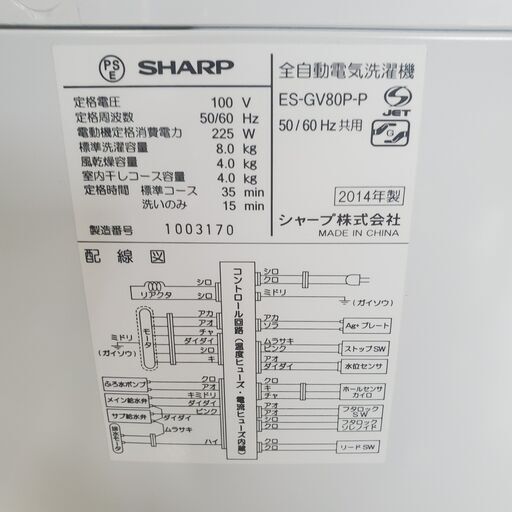 PS
E
SHARP
定格電圧 100 V
定格周波数 50/60 Hz
電動機定格消費電力 225 W
標準洗濯容量 8.0 kg
風乾燥容量 4.0 kg
室内干しコース容量 4.0 kg
定格時間 標準コース 35 min
洗いのみ 15 min
製造番号 1003170
全自動電気洗濯機
ES-GV80P-P
JET
50/60Hz 共用
G
2014年製
シャープ株式会社
MADE IN CHINA
配線図
リアクタ
シロ
シロ
モータ
アカ
アオ
チャ
ダイダイ
シロ
キ
ミドリ
(ガイソウ)
ふろ水ポンプ
クロ
アオ
メイン給水弁
キミドリ
ダイダイ
サブ給水弁
ピンク
ダイダイ
排水モータ
ムラサキ
ハイ
コントロール回路(温度ヒューズ・電流ヒューズ内蔵)
シロ
クロ
ミドリ
(ガイソウ)
アカ
ソラ
Ag+プレート
ムラサキ
ピンク
ストップSW
アオ
ダイダイ
水位センサ
クロ
キ
チャ
ホールセンサ
カイロ
アオ
アオ
フタロック
SW
シロ
クロ
フタロック
ソレノイド
クロ
シロ
リードSW